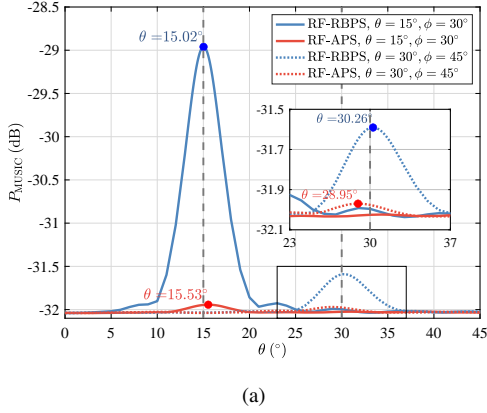 RF-RBPS, θ = 15°, ϕ = 30°
RF-APS, θ = 15°, ϕ = 30°
RF-RBPS, θ = 30°, ϕ = 45°
RF-APS, θ = 30°, ϕ = 45°
θ =15.02°
θ =30.26°
θ =28.95°
θ =15.53°
-31.5
-31.9
-32.1
23 30 37
-28
-28.5
-29
-29.5
-30
-30.5
-31
-31.5
-32
P_MUSIC (dB)
0 5 10 15 20 25 30 35 40 45
θ (°)
(a)